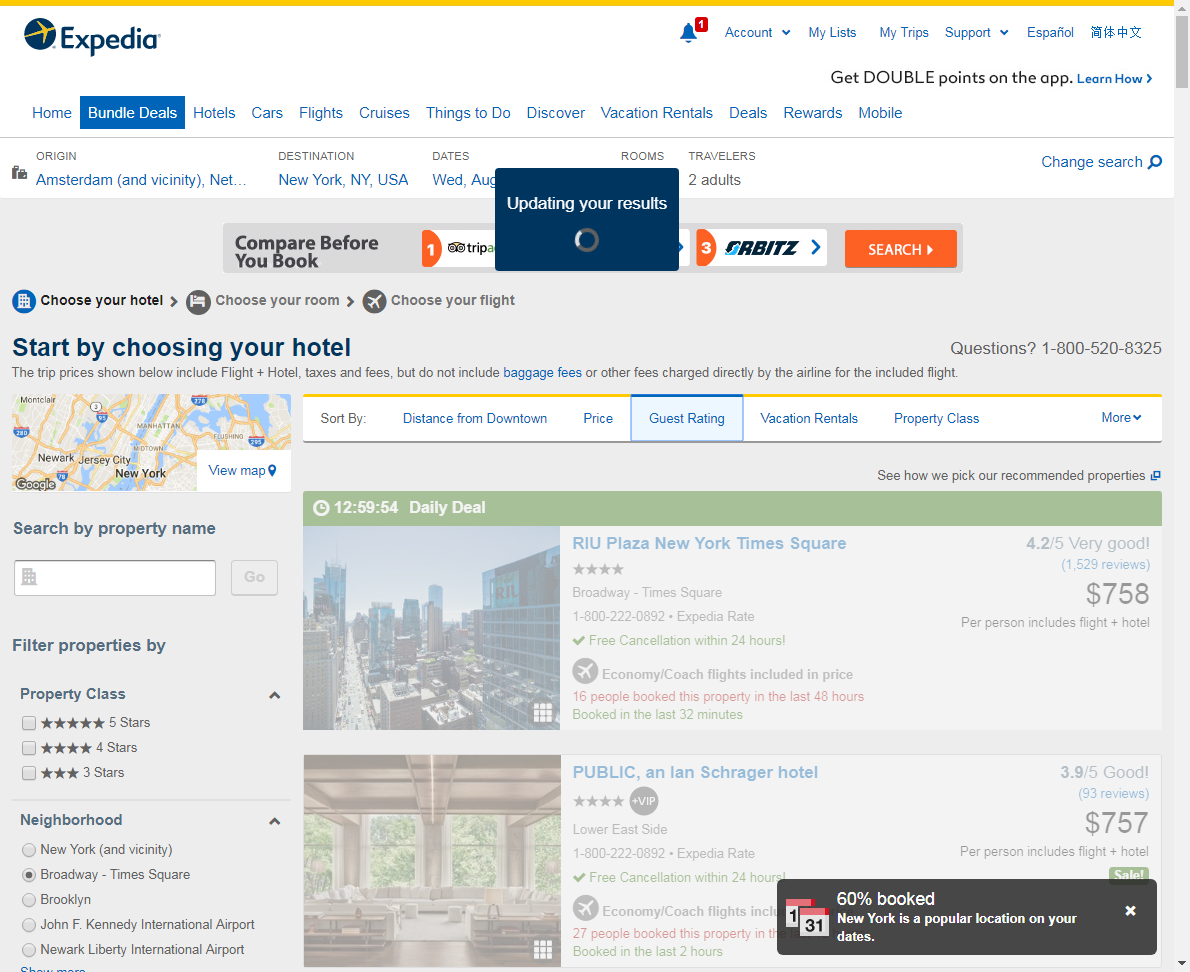 Expedia
1
Account
My Lists
My Trips
Support
Español
简体中文
Get DOUBLE points on the app. Learn How
Home
Bundle Deals
Hotels
Cars
Flights
Cruises
Things to Do
Discover
Vacation Rentals
Deals
Rewards
Mobile
ORIGIN
Amsterdam (and vicinity), Net...
DESTINATION
New York, NY, USA
DATES
Wed, Aug
ROOMS
TRAVELERS
2 adults
Change search
Updating your results
Compare Before
You Book
1
3
ORBITZ
SEARCH
Choose your hotel
Choose your room
Choose your flight
Start by choosing your hotel
Questions? 1-800-520-8325
The trip prices shown below include Flight + Hotel, taxes and fees, but do not include baggage fees or other fees charged directly by the airline for the included flight.
Montclair
3
95
278
280
MANHATTAN
FLUSHING
295
MIDTOWN
Newark
Jersey City
New York
78
Google
View map
Sort By:
Distance from Downtown
Price
Guest Rating
Vacation Rentals
Property Class
More
See how we pick our recommended properties
Search by property name
Go
Filter properties by
Property Class
5 Stars
4 Stars
3 Stars
Neighborhood
New York (and vicinity)
Broadway - Times Square
Brooklyn
John F. Kennedy International Airport
Newark Liberty International Airport
Show more
12:59:54 Daily Deal
RIU
RIU Plaza New York Times Square
4.2/5 Very good!
(1,529 reviews)
Broadway - Times Square
$758
1-800-222-0892 • Expedia Rate
Per person includes flight + hotel
Free Cancellation within 24 hours!
Economy/Coach flights included in price
16 people booked this property in the last 48 hours
Booked in the last 32 minutes
PUBLIC, an Ian Schrager hotel
3.9/5 Good!
+VIP
(93 reviews)
Lower East Side
$757
1-800-222-0892 • Expedia Rate
Per person includes flight + hotel
Free Cancellation within 24 hours!
Sale!
Economy/Coach flights
27 people booked this property in the
Booked in the last 2 hours
1
31
60% booked
New York is a popular location on your
dates.